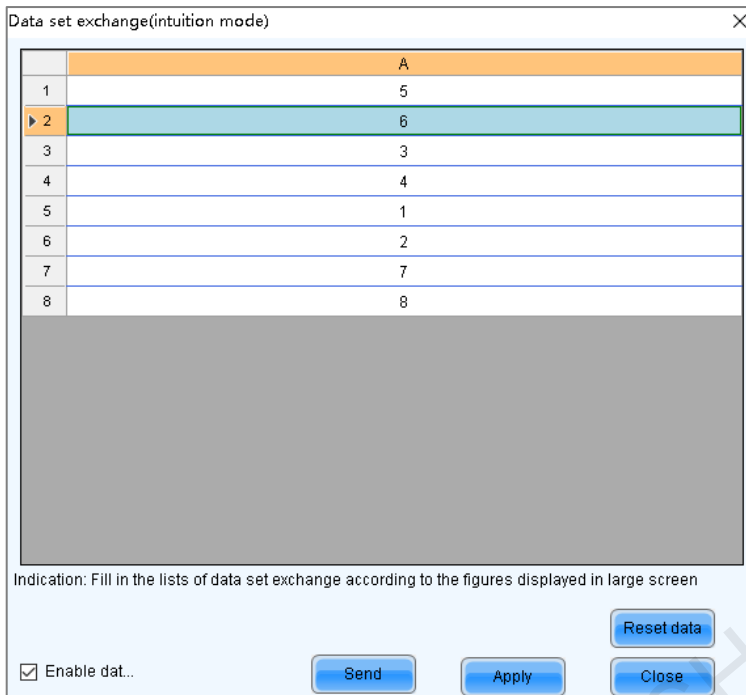 Data set exchange(intuition mode)
A
1 5
2 6
3 3
4 4
5 1
6 2
7 7
8 8
Indication: Fill in the lists of data set exchange according to the figures displayed in large screen
Reset data
Enable dat... Send Apply Close